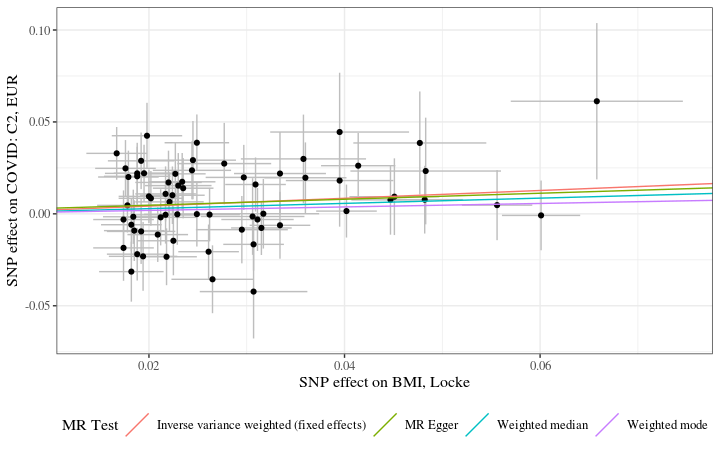 0.10
0.05
0.00
-0.05
SNP effect on COVID: C2, EUR
0.02 0.04 0.06
SNP effect on BMI, Locke
MR Test Inverse variance weighted (fixed effects) MR Egger Weighted median Weighted mode